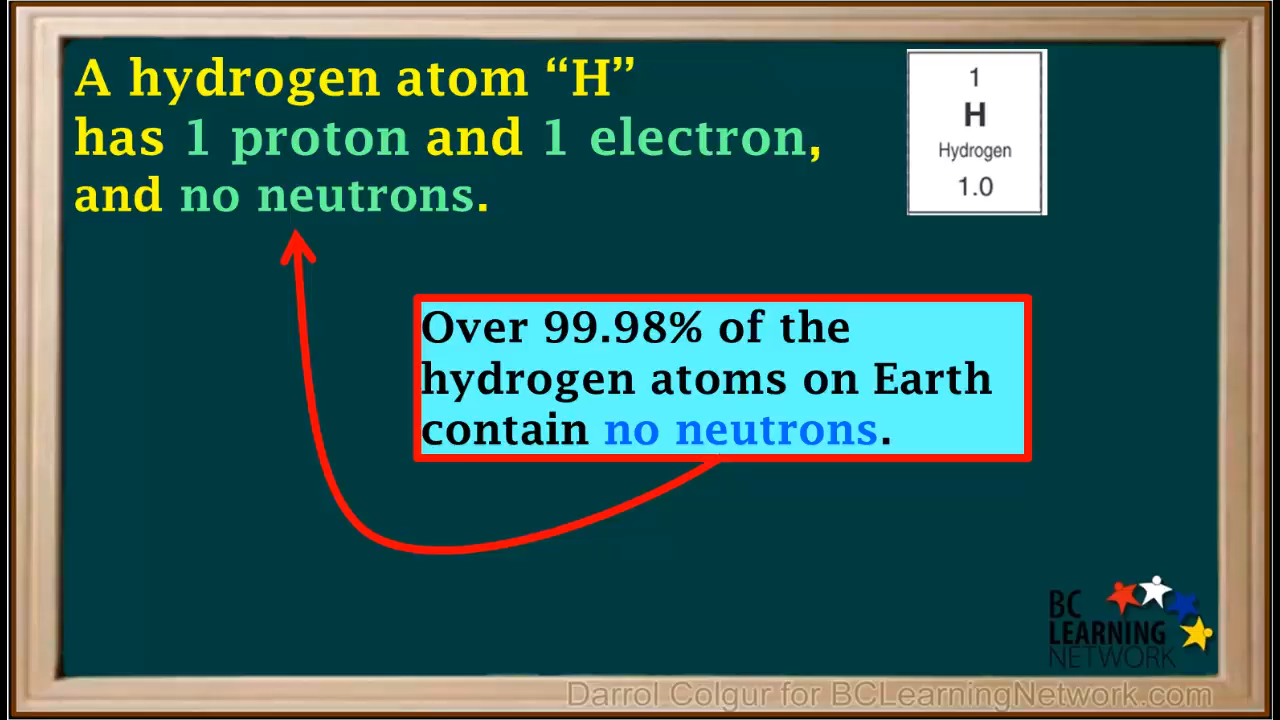 A hydrogen atom “H”
has 1 proton and 1 electron,
and no neutrons.
1
H
Hydrogen
1.0
Over 99.98% of the
hydrogen atoms on Earth
contain no neutrons.
BC
LEARNING
NETWORK
Darrol Colgur for BCLearningNetwork.com